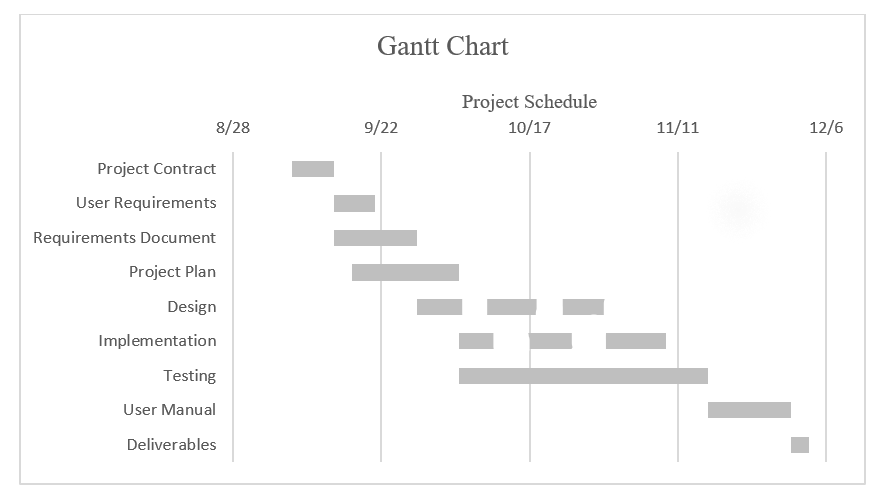 Gantt Chart
Project Schedule
8/28 9/22 10/17 11/11 12/6
Project Contract
User Requirements
Requirements Document
Project Plan
Design
Implementation
Testing
User Manual
Deliverables